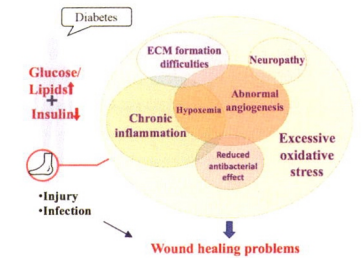 Diabetes
ECM formation
difficulties
Neuropathy
Glucose/
Lipids↑
+
Insulin↓
Abnormal
angiogenesis
Hypoxemia
Chronic
inflammation
Excessive
oxidative
stress
Reduced
antibacterial
effect
•Injury
•Infection
Wound healing problems